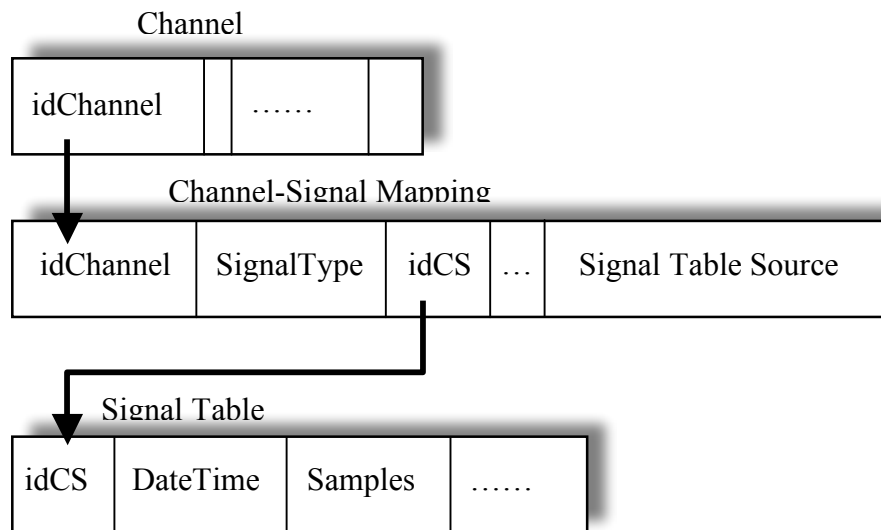 Channel
idChannel ……
Channel-Signal Mapping
idChannel SignalType idCS … Signal Table Source
Signal Table
idCS DateTime Samples ……